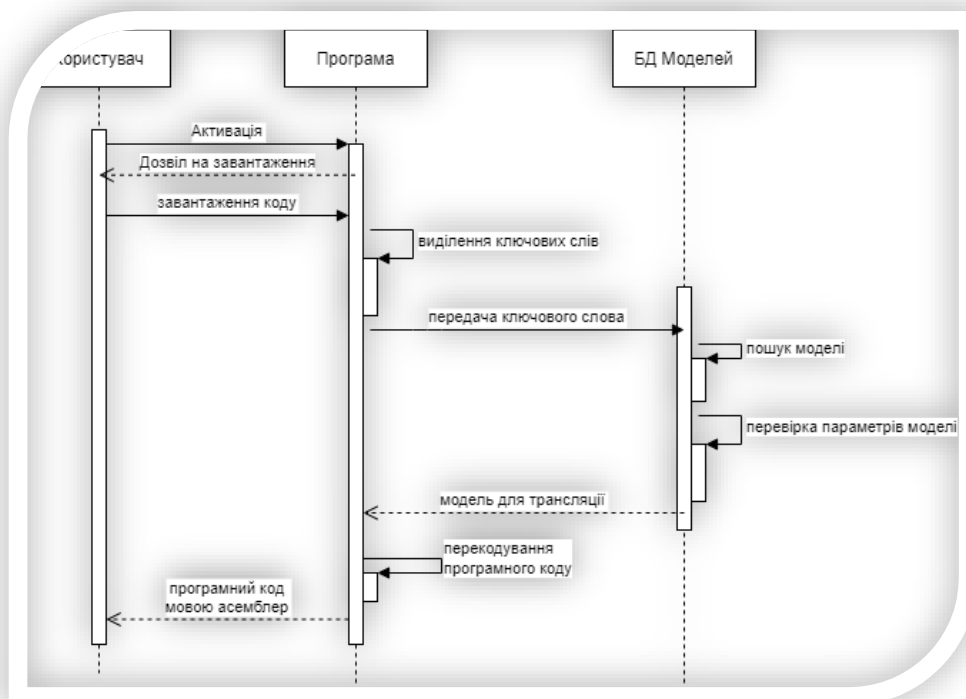 Користувач
Програма
БД Моделей
Активація
Дозвіл на завантаження
завантаження коду
виділення ключових слів
передача ключового слова
пошук моделі
перевірка параметрів моделі
модель для трансляції
перекодування
програмного коду
програмний код
мовою асемблер